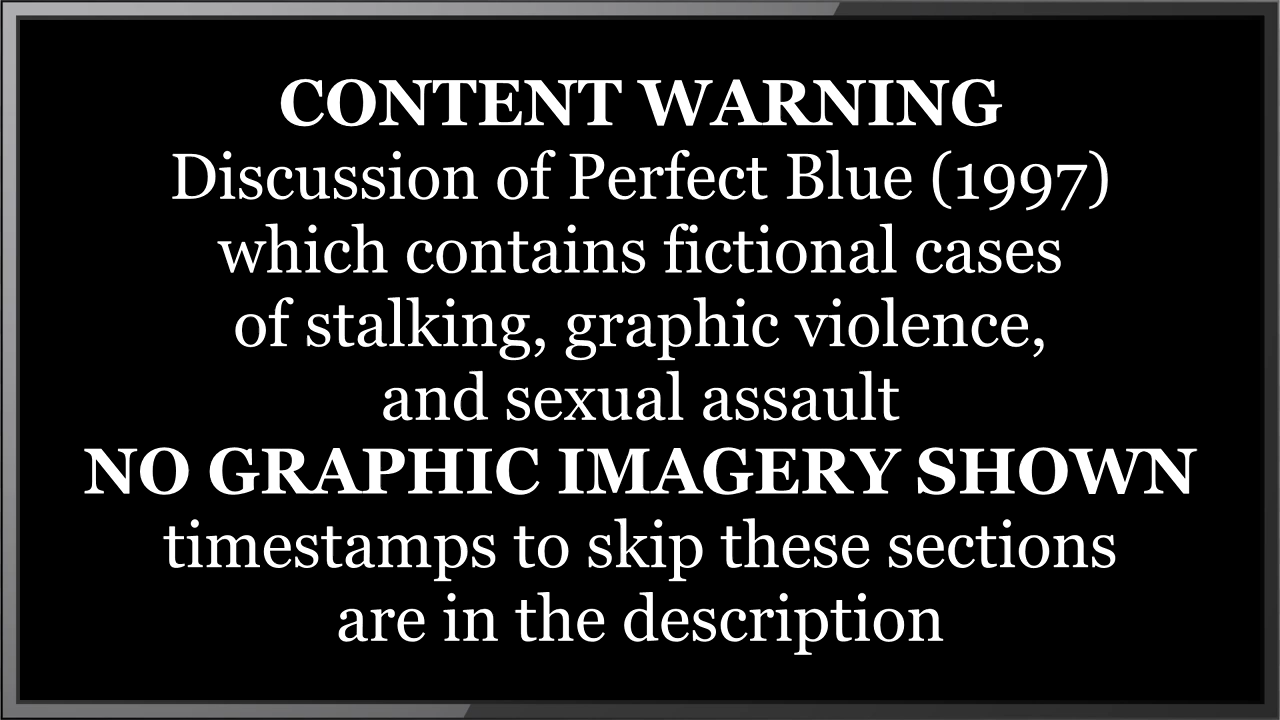 CONTENT WARNING
Discussion of Perfect Blue (1997)
which contains fictional cases
of stalking, graphic violence,
and sexual assault
NO GRAPHIC IMAGERY SHOWN
timestamps to skip these sections
are in the description